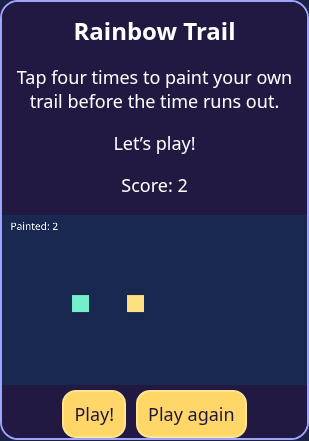 Rainbow Trail
Tap four times to paint your own
trail before the time runs out.
Let’s play!
Score: 2
Painted: 2
Play!
Play again